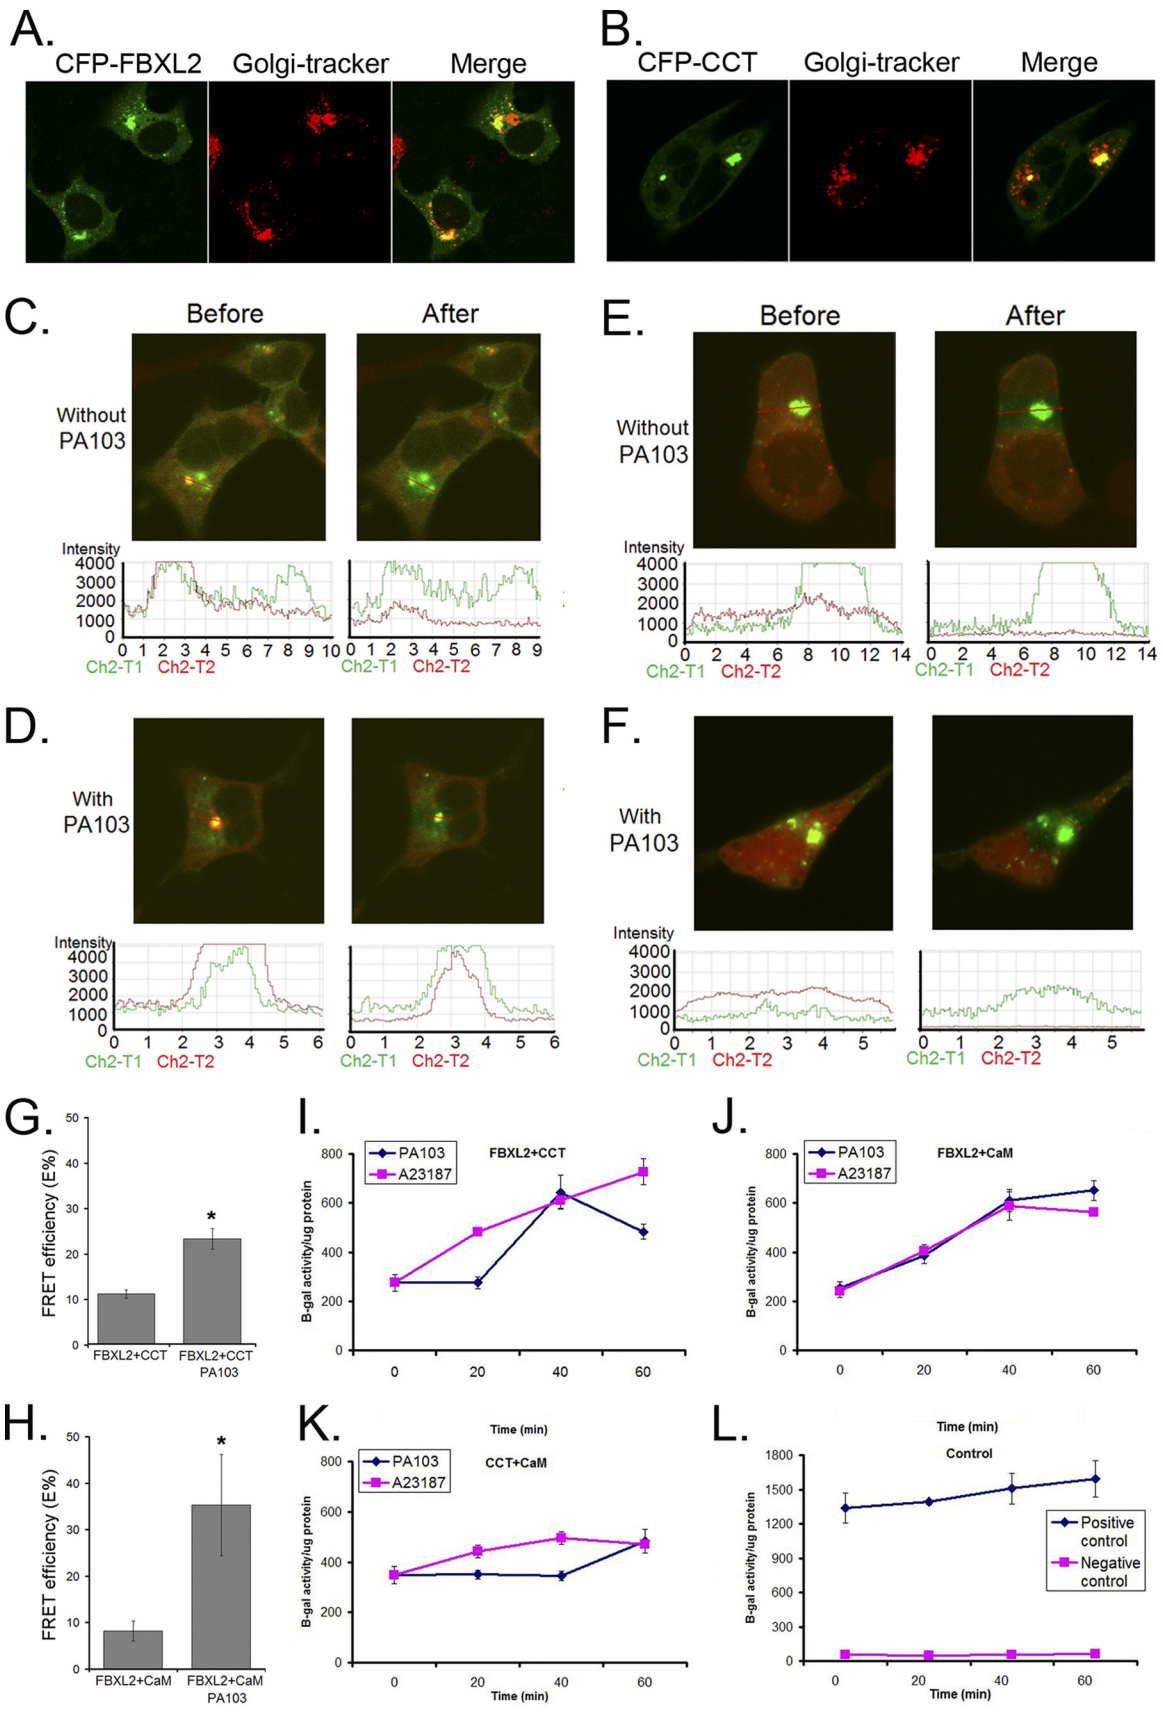 A.
CFP-FBXL2 Golgi-tracker Merge
B.
CFP-CCT Golgi-tracker Merge
C.
Before After
Without
PA103
Intensity
4000
3000
2000
1000
0
0 1 2 3 4 5 6 7 8 9 10
0 1 2 3 4 5 6 7 8 9
Ch2-T1 Ch2-T2
Ch2-T1 Ch2-T2
E.
Before After
Without
PA103
Intensity
4000
3000
2000
1000
0
0 2 4 6 8 10 12 14
0 2 4 6 8 10 12 14
Ch2-T1 Ch2-T2
Ch2-T1 Ch2-T2
D.
With
PA103
Intensity
4000
3000
2000
1000
0
0 1 2 3 4 5 6
0 1 2 3 4 5 6
Ch2-T1 Ch2-T2
Ch2-T1 Ch2-T2
F.
With
PA103
Intensity
4000
3000
2000
1000
0
0 1 2 3 4 5
0 1 2 3 4 5
Ch2-T1 Ch2-T2
Ch2-T1 Ch2-T2
G.
FRET efficiency (E%)
50
40
30
20
10
0
*
FBXL2+CCT FBXL2+CCT
PA103
I.
PA103
A23187
FBXL2+CCT
B-gal activity/ug protein
800
600
400
200
0
0 20 40 60
Time (min)
J.
PA103
A23187
FBXL2+CaM
B-gal activity/ug protein
800
600
400
200
0
0 20 40 60
Time (min)
H.
FRET efficiency (E%)
50
40
30
20
10
0
*
FBXL2+CaM FBXL2+CaM
PA103
K.
PA103
A23187
CCT+CaM
B-gal activity/ug protein
800
600
400
200
0
0 20 40 60
Time (min)
L.
Control
B-gal activity/ug protein
1800
1500
1200
900
600
300
0
Positive
control
Negative
control
0 20 40 60
Time (min)